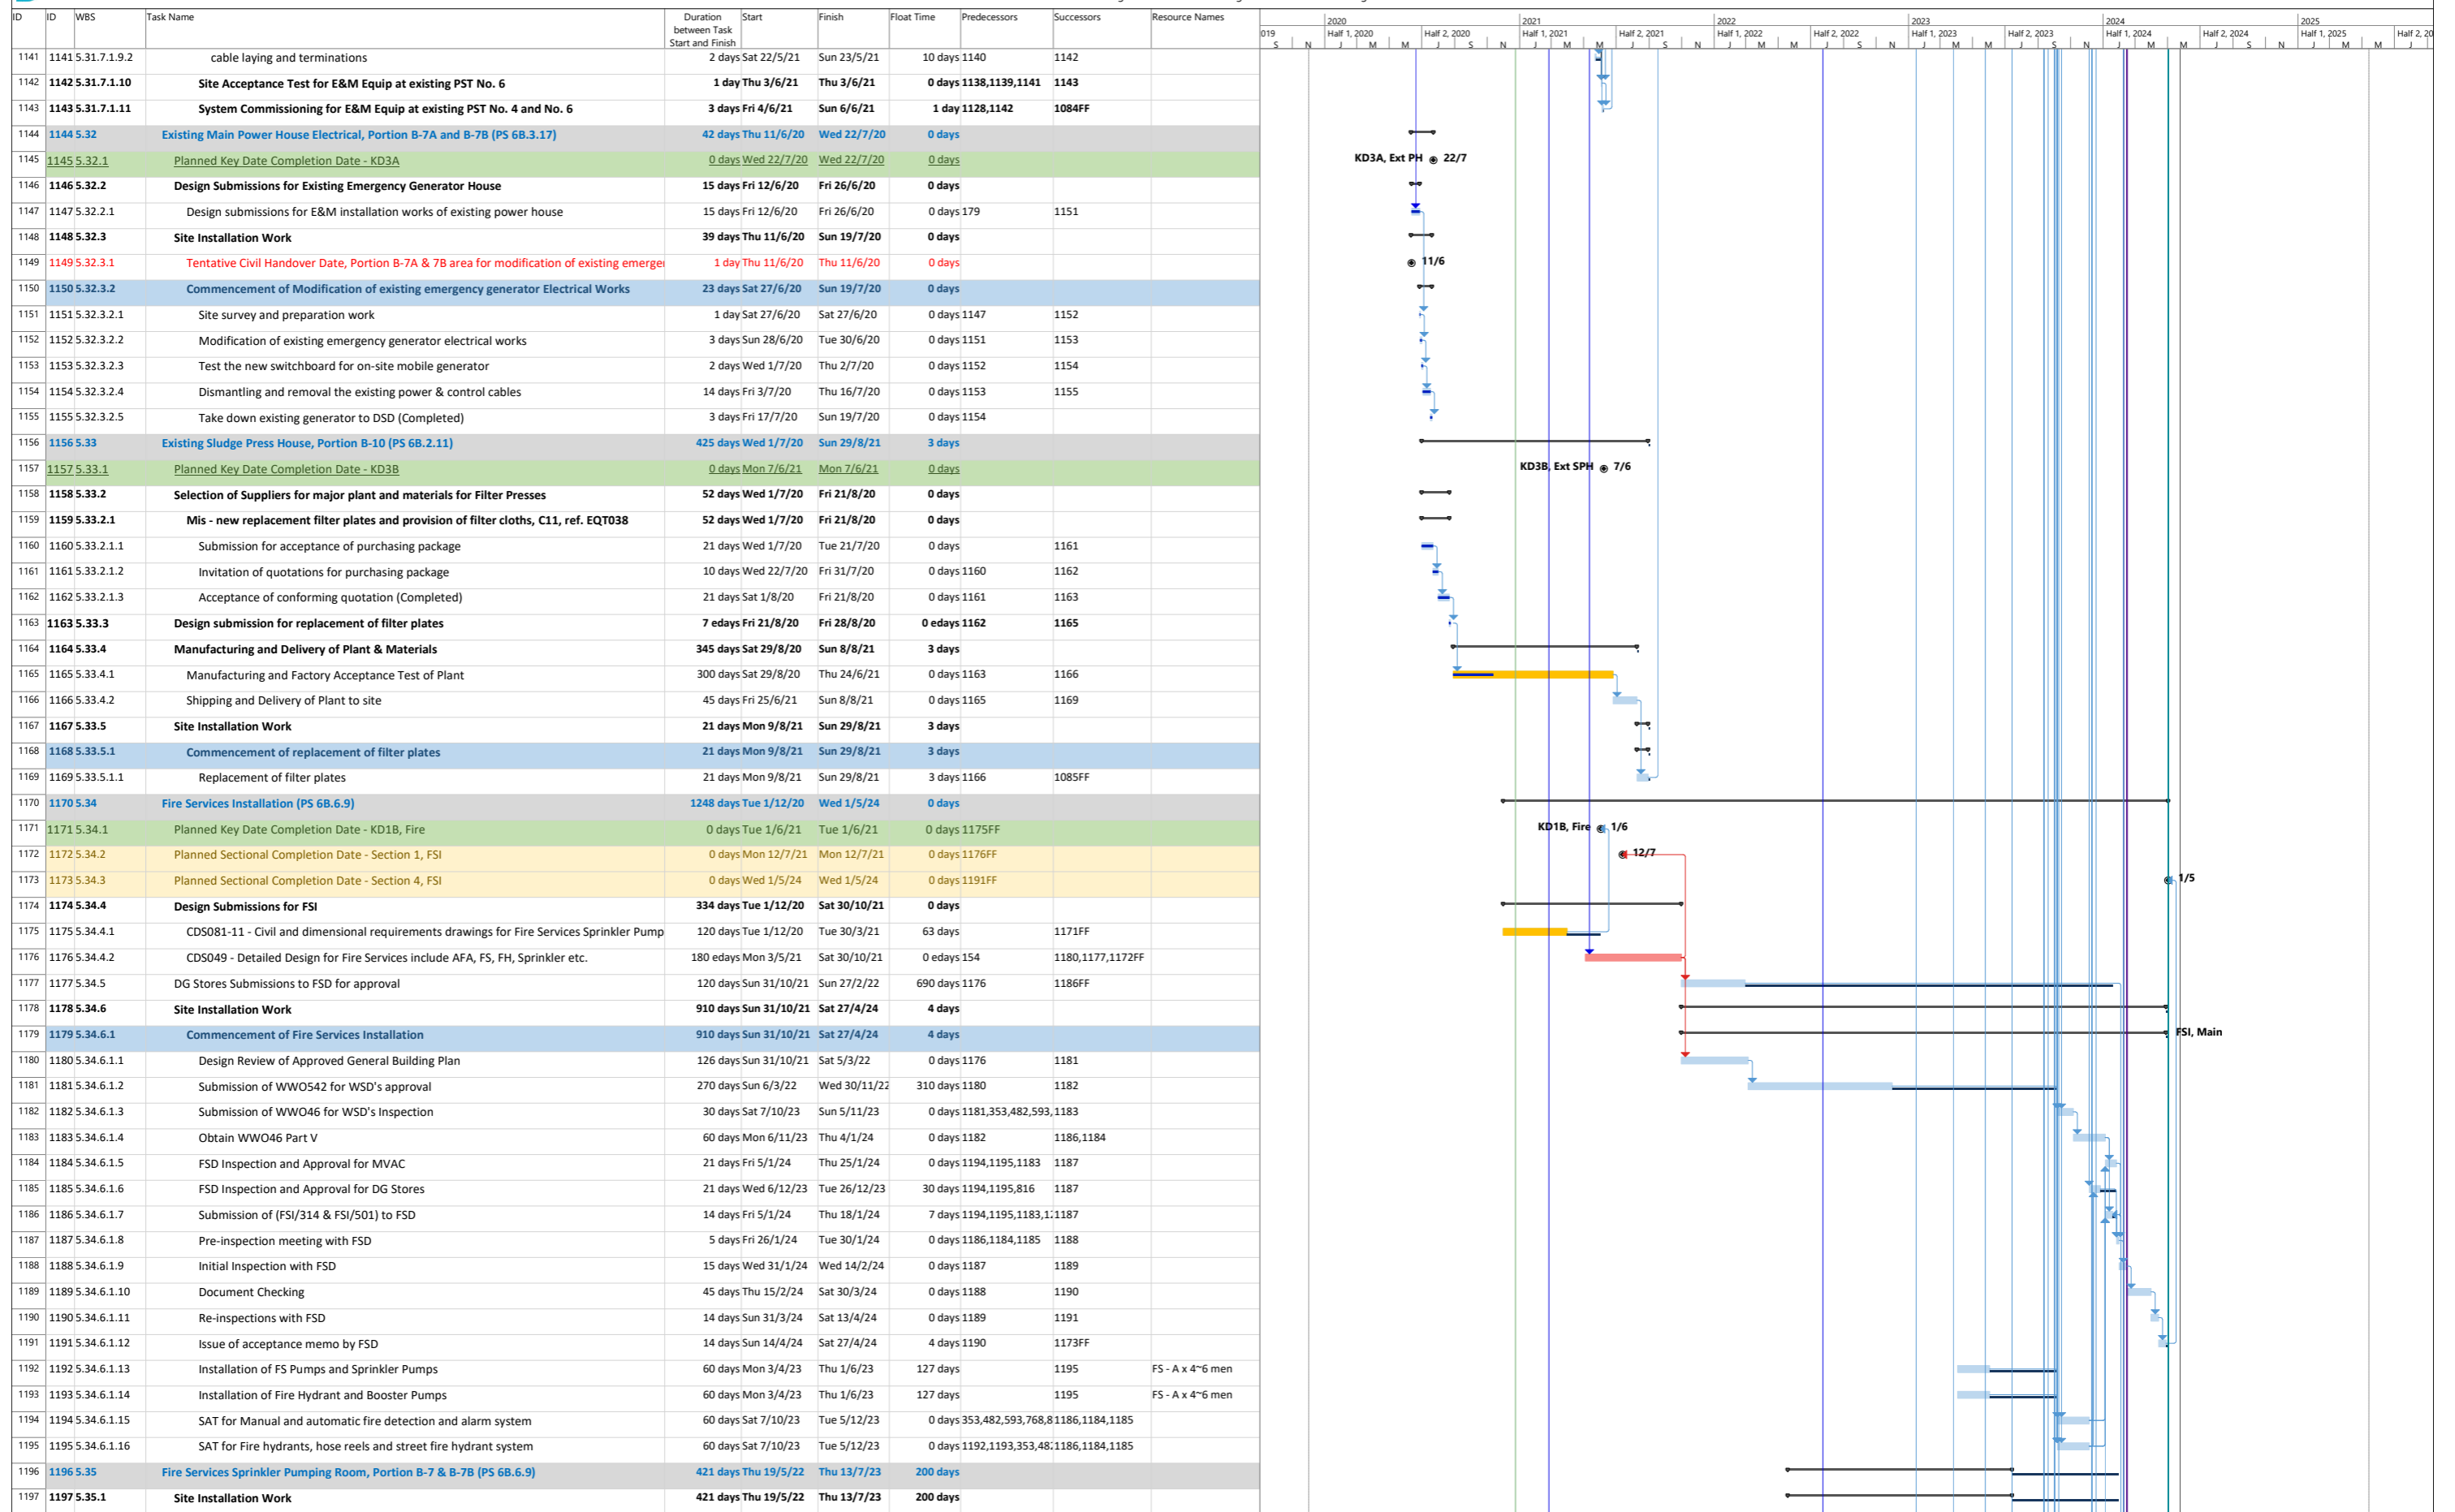 ID ID WBS Task Name Duration between Task Start and Finish Start Finish Float Time Predecessors Successors Resource Names
2020 2021 2022 2023 2024 2025
019 Half 1, 2020 Half 2, 2020 Half 1, 2021 Half 2, 2021 Half 1, 2022 Half 2, 2022 Half 1, 2023 Half 2, 2023 Half 1, 2024 Half 2, 2024 Half 1, 2025 Half 2, 20
S N J M M J S N J M M J S N J M M J S N J M M J S N J M M J S N J M M J
1141 1141 5.31.7.1.9.2 cable laying and terminations 2 days Sat 22/5/21 Sun 23/5/21 10 days 1140 1142
1142 1142 5.31.7.1.10 Site Acceptance Test for E&M Equip at existing PST No. 6 1 day Thu 3/6/21 Thu 3/6/21 0 days 1138,1139,1141 1143
1143 1143 5.31.7.1.11 System Commissioning for E&M Equip at existing PST No. 4 and No. 6 3 days Fri 4/6/21 Sun 6/6/21 1 day 1128,1142 1084FF
1144 1144 5.32 Existing Main Power House Electrical, Portion B-7A and B-7B (PS 6B.3.17) 42 days Thu 11/6/20 Wed 22/7/20 0 days
1145 1145 5.32.1 Planned Key Date Completion Date - KD3A 0 days Wed 22/7/20 Wed 22/7/20 0 days KD3A, Ext PH 22/7
1146 1146 5.32.2 Design Submissions for Existing Emergency Generator House 15 days Fri 12/6/20 Fri 26/6/20 0 days
1147 1147 5.32.2.1 Design submissions for E&M installation works of existing power house 15 days Fri 12/6/20 Fri 26/6/20 0 days 179 1151
1148 1148 5.32.3 Site Installation Work 39 days Thu 11/6/20 Sun 19/7/20 0 days
1149 1149 5.32.3.1 Tentative Civil Handover Date, Portion B-7A & 7B area for modification of existing emerger 1 day Thu 11/6/20 Thu 11/6/20 0 days 11/6
1150 1150 5.32.3.2 Commencement of Modification of existing emergency generator Electrical Works 23 days Sat 27/6/20 Sun 19/7/20 0 days
1151 1151 5.32.3.2.1 Site survey and preparation work 1 day Sat 27/6/20 Sat 27/6/20 0 days 1147 1152
1152 1152 5.32.3.2.2 Modification of existing emergency generator electrical works 3 days Sun 28/6/20 Tue 30/6/20 0 days 1151 1153
1153 1153 5.32.3.2.3 Test the new switchboard for on-site mobile generator 2 days Wed 1/7/20 Thu 2/7/20 0 days 1152 1154
1154 1154 5.32.3.2.4 Dismantling and removal the existing power & control cables 14 days Fri 3/7/20 Thu 16/7/20 0 days 1153 1155
1155 1155 5.32.3.2.5 Take down existing generator to DSD (Completed) 3 days Fri 17/7/20 Sun 19/7/20 0 days 1154
1156 1156 5.33 Existing Sludge Press House, Portion B-10 (PS 6B.2.11) 425 days Wed 1/7/20 Sun 29/8/21 3 days
1157 1157 5.33.1 Planned Key Date Completion Date - KD3B 0 days Mon 7/6/21 Mon 7/6/21 0 days KD3B, Ext SPH 7/6
1158 1158 5.33.2 Selection of Suppliers for major plant and materials for Filter Presses 52 days Wed 1/7/20 Fri 21/8/20 0 days
1159 1159 5.33.2.1 Mis - new replacement filter plates and provision of filter cloths, C11, ref. EQT038 52 days Wed 1/7/20 Fri 21/8/20 0 days
1160 1160 5.33.2.1.1 Submission for acceptance of purchasing package 21 days Wed 1/7/20 Tue 21/7/20 0 days 1161
1161 1161 5.33.2.1.2 Invitation of quotations for purchasing package 10 days Wed 22/7/20 Fri 31/7/20 0 days 1160 1162
1162 1162 5.33.2.1.3 Acceptance of conforming quotation (Completed) 21 days Sat 1/8/20 Fri 21/8/20 0 days 1161 1163
1163 1163 5.33.3 Design submission for replacement of filter plates 7 edays Fri 21/8/20 Fri 28/8/20 0 edays 1162 1165
1164 1164 5.33.4 Manufacturing and Delivery of Plant & Materials 345 days Sat 29/8/20 Sun 8/8/21 3 days
1165 1165 5.33.4.1 Manufacturing and Factory Acceptance Test of Plant 300 days Sat 29/8/20 Thu 24/6/21 0 days 1163 1166
1166 1166 5.33.4.2 Shipping and Delivery of Plant to site 45 days Fri 25/6/21 Sun 8/8/21 0 days 1165 1169
1167 1167 5.33.5 Site Installation Work 21 days Mon 9/8/21 Sun 29/8/21 3 days
1168 1168 5.33.5.1 Commencement of replacement of filter plates 21 days Mon 9/8/21 Sun 29/8/21 3 days
1169 1169 5.33.5.1.1 Replacement of filter plates 21 days Mon 9/8/21 Sun 29/8/21 3 days 1166 1085FF
1170 1170 5.34 Fire Services Installation (PS 6B.6.9) 1248 days Tue 1/12/20 Wed 1/5/24 0 days
1171 1171 5.34.1 Planned Key Date Completion Date - KD1B, Fire 0 days Tue 1/6/21 Tue 1/6/21 0 days 1175FF KD1B, Fire 1/6
1172 1172 5.34.2 Planned Sectional Completion Date - Section 1, FSI 0 days Mon 12/7/21 Mon 12/7/21 0 days 1176FF 12/7
1173 1173 5.34.3 Planned Sectional Completion Date - Section 4, FSI 0 days Wed 1/5/24 Wed 1/5/24 0 days 1191FF 1/5
1174 1174 5.34.4 Design Submissions for FSI 334 days Tue 1/12/20 Sat 30/10/21 0 days
1175 1175 5.34.4.1 CDS081-11 - Civil and dimensional requirements drawings for Fire Services Sprinkler Pump 120 days Tue 1/12/20 Tue 30/3/21 63 days 1171FF
1176 1176 5.34.4.2 CDS049 - Detailed Design for Fire Services include AFA, FS, FH, Sprinkler etc. 180 edays Mon 3/5/21 Sat 30/10/21 0 edays 154 1180,1177,1172FF
1177 1177 5.34.5 DG Stores Submissions to FSD for approval 120 days Sun 31/10/21 Sun 27/2/22 690 days 1176 1186FF
1178 1178 5.34.6 Site Installation Work 910 days Sun 31/10/21 Sat 27/4/24 4 days
1179 1179 5.34.6.1 Commencement of Fire Services Installation 910 days Sun 31/10/21 Sat 27/4/24 4 days FSI, Main
1180 1180 5.34.6.1.1 Design Review of Approved General Building Plan 126 days Sun 31/10/21 Sat 5/3/22 0 days 1176 1181
1181 1181 5.34.6.1.2 Submission of WWO542 for WSD's approval 270 days Sun 6/3/22 Wed 30/11/22 310 days 1180 1182
1182 1182 5.34.6.1.3 Submission of WWO46 for WSD's Inspection 30 days Sat 7/10/23 Sun 5/11/23 0 days 1181,353,482,593, 1183
1183 1183 5.34.6.1.4 Obtain WWO46 Part V 60 days Mon 6/11/23 Thu 4/1/24 0 days 1182 1186,1184
1184 1184 5.34.6.1.5 FSD Inspection and Approval for MVAC 21 days Fri 5/1/24 Thu 25/1/24 0 days 1194,1195,1183 1187
1185 1185 5.34.6.1.6 FSD Inspection and Approval for DG Stores 21 days Wed 6/12/23 Tue 26/12/23 30 days 1194,1195,816 1187
1186 1186 5.34.6.1.7 Submission of (FSI/314 & FSI/501) to FSD 14 days Fri 5/1/24 Thu 18/1/24 7 days 1194,1195,1183,1 1187
1187 1187 5.34.6.1.8 Pre-inspection meeting with FSD 5 days Fri 26/1/24 Tue 30/1/24 0 days 1186,1184,1185 1188
1188 1188 5.34.6.1.9 Initial Inspection with FSD 15 days Wed 31/1/24 Wed 14/2/24 0 days 1187 1189
1189 1189 5.34.6.1.10 Document Checking 45 days Thu 15/2/24 Sat 30/3/24 0 days 1188 1190
1190 1190 5.34.6.1.11 Re-inspections with FSD 14 days Sun 31/3/24 Sat 13/4/24 0 days 1189 1191
1191 1191 5.34.6.1.12 Issue of acceptance memo by FSD 14 days Sun 14/4/24 Sat 27/4/24 4 days 1190 1173FF
1192 1192 5.34.6.1.13 Installation of FS Pumps and Sprinkler Pumps 60 days Mon 3/4/23 Thu 1/6/23 127 days 1195 FS - A x 4~6 men
1193 1193 5.34.6.1.14 Installation of Fire Hydrant and Booster Pumps 60 days Mon 3/4/23 Thu 1/6/23 127 days 1195 FS - A x 4~6 men
1194 1194 5.34.6.1.15 SAT for Manual and automatic fire detection and alarm system 60 days Sat 7/10/23 Tue 5/12/23 0 days 353,482,593,768,8 1186,1184,1185
1195 1195 5.34.6.1.16 SAT for Fire hydrants, hose reels and street fire hydrant system 60 days Sat 7/10/23 Tue 5/12/23 0 days 1192,1193,353,48 1186,1184,1185
1196 1196 5.35 Fire Services Sprinkler Pumping Room, Portion B-7 & B-7B (PS 6B.6.9) 421 days Thu 19/5/22 Thu 13/7/23 200 days
1197 1197 5.35.1 Site Installation Work 421 days Thu 19/5/22 Thu 13/7/23 200 days